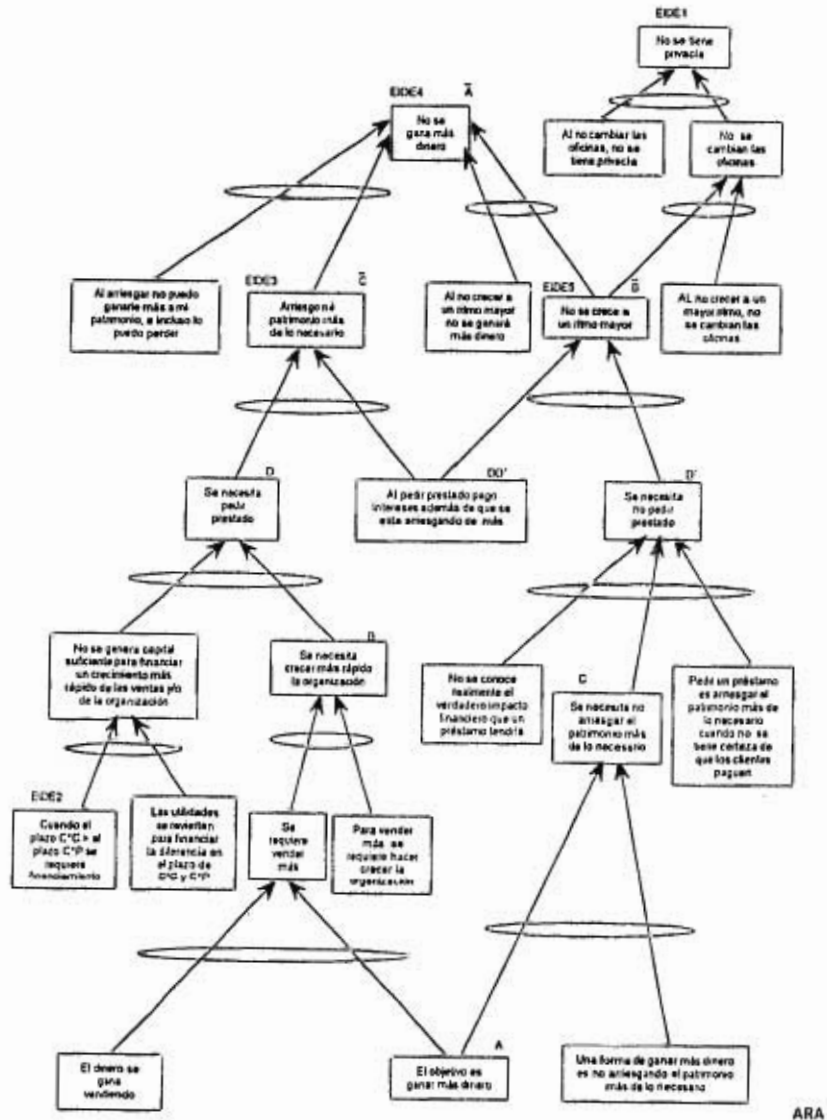 EIDE1
No se tiene
privacia
EIDE4
A
No se
gana más
dinero
Al no cambiar las
oficinas, no se
tiene privacia
No se
cambian las
oficinas
Al arriesgar no puedo
ganarle más a mi
patrimonio, e incluso lo
puedo perder
EIDE3
C
Arriesgo mi
patrimonio más
de lo necesario
Al no crecer a
un ritmo mayor
no se genera
más dinero
EIDE5
B
No se crece a
un ritmo mayor
AL no crecer a un
mayor ritmo, no
se cambian las
oficinas
D
Se necesita
pedir
prestado
DD'
Al pedir prestado pago
intereses además de que se
esta arriesgando de más
D'
Se necesita
no pedir
prestado
No se genera capital
suficiente para financiar
un crecimiento más
rápido de las ventas y/o
de la organización
B
Se necesita
crecer más rápido
la organización
No se conoce
realmente el
verdadero impacto
financiero que un
préstamo tendría
C
Se necesita no
arriesgar el
patrimonio más
de lo necesario
Pedir un préstamo
es arriesgar el
patrimonio más de
lo necesario
cuando no se
tiene certeza de
que los clientes
paguen
EIDE2
Cuando el
plazo C*C > el
plazo C*P se
requiere
financiamiento
Las utilidades
se revierten
para financiar
la diferencia en
el plazo de
C*C y C*P
Se
requiere
vender
más
Para vender
más se
requiere hacer
crecer la
organización
El dinero se
gana
vendiendo
A
El objetivo es
ganar más dinero
Una forma de ganar más dinero
es no arriesgando el patrimonio
más de lo necesario
ARA